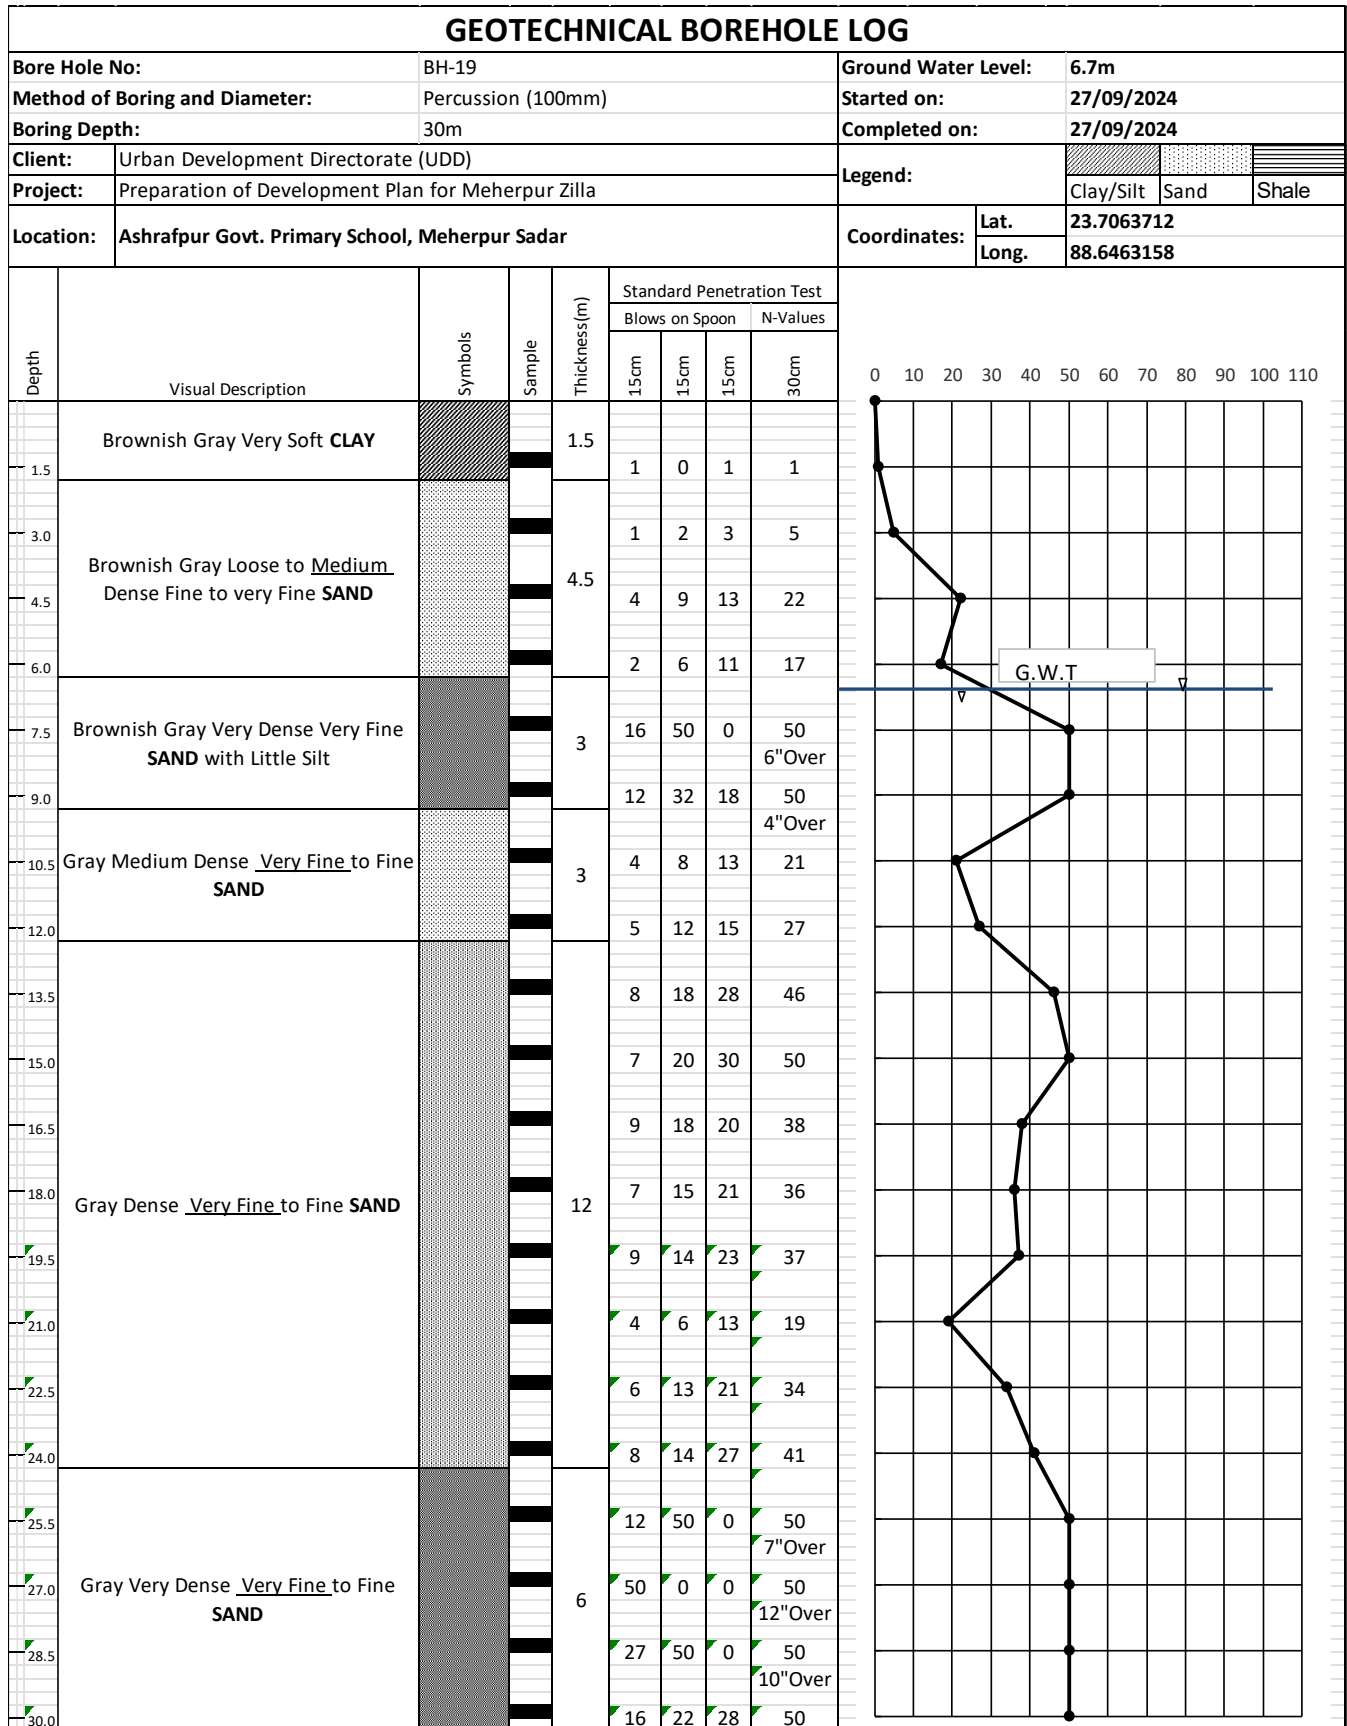 GEOTECHNICAL BOREHOLE LOG
Bore Hole No: BH-19 Ground Water Level: 6.7m
Method of Boring and Diameter: Percussion (100mm) Started on: 27/09/2024
Boring Depth: 30m Completed on: 27/09/2024
Client: Urban Development Directorate (UDD)
Legend:
Project: Preparation of Development Plan for Meherpur Zilla
Clay/Silt Sand Shale
Location: Ashrafpur Govt. Primary School, Meherpur Sadar
Coordinates: Lat. 23.7063712
Long. 88.6463158
Standard Penetration Test
Blows on Spoon N-Values
Depth Visual Description Symbols Sample Thickness(m) 15cm 15cm 15cm 30cm
0 10 20 30 40 50 60 70 80 90 100 110
Brownish Gray Very Soft CLAY 1.5
1.5 1 0 1 1
3.0 1 2 3 5
Brownish Gray Loose to Medium
Dense Fine to very Fine SAND
4.5
4.5 4 9 13 22
6.0 2 6 11 17
G.W.T
7.5 16 50 0 50
Brownish Gray Very Dense Very Fine
SAND with Little Silt
3
6"Over
9.0 12 32 18 50
4"Over
10.5 4 8 13 21
Gray Medium Dense Very Fine to Fine
SAND
3
12.0 5 12 15 27
13.5 8 18 28 46
15.0 7 20 30 50
16.5 9 18 20 38
18.0 7 15 21 36
Gray Dense Very Fine to Fine SAND 12
19.5 9 14 23 37
21.0 4 6 13 19
22.5 6 13 21 34
24.0 8 14 27 41
25.5 12 50 0 50
7"Over
27.0 50 0 0 50
Gray Very Dense Very Fine to Fine
SAND
6
12"Over
28.5 27 50 0 50
10"Over
30.0 16 22 28 50